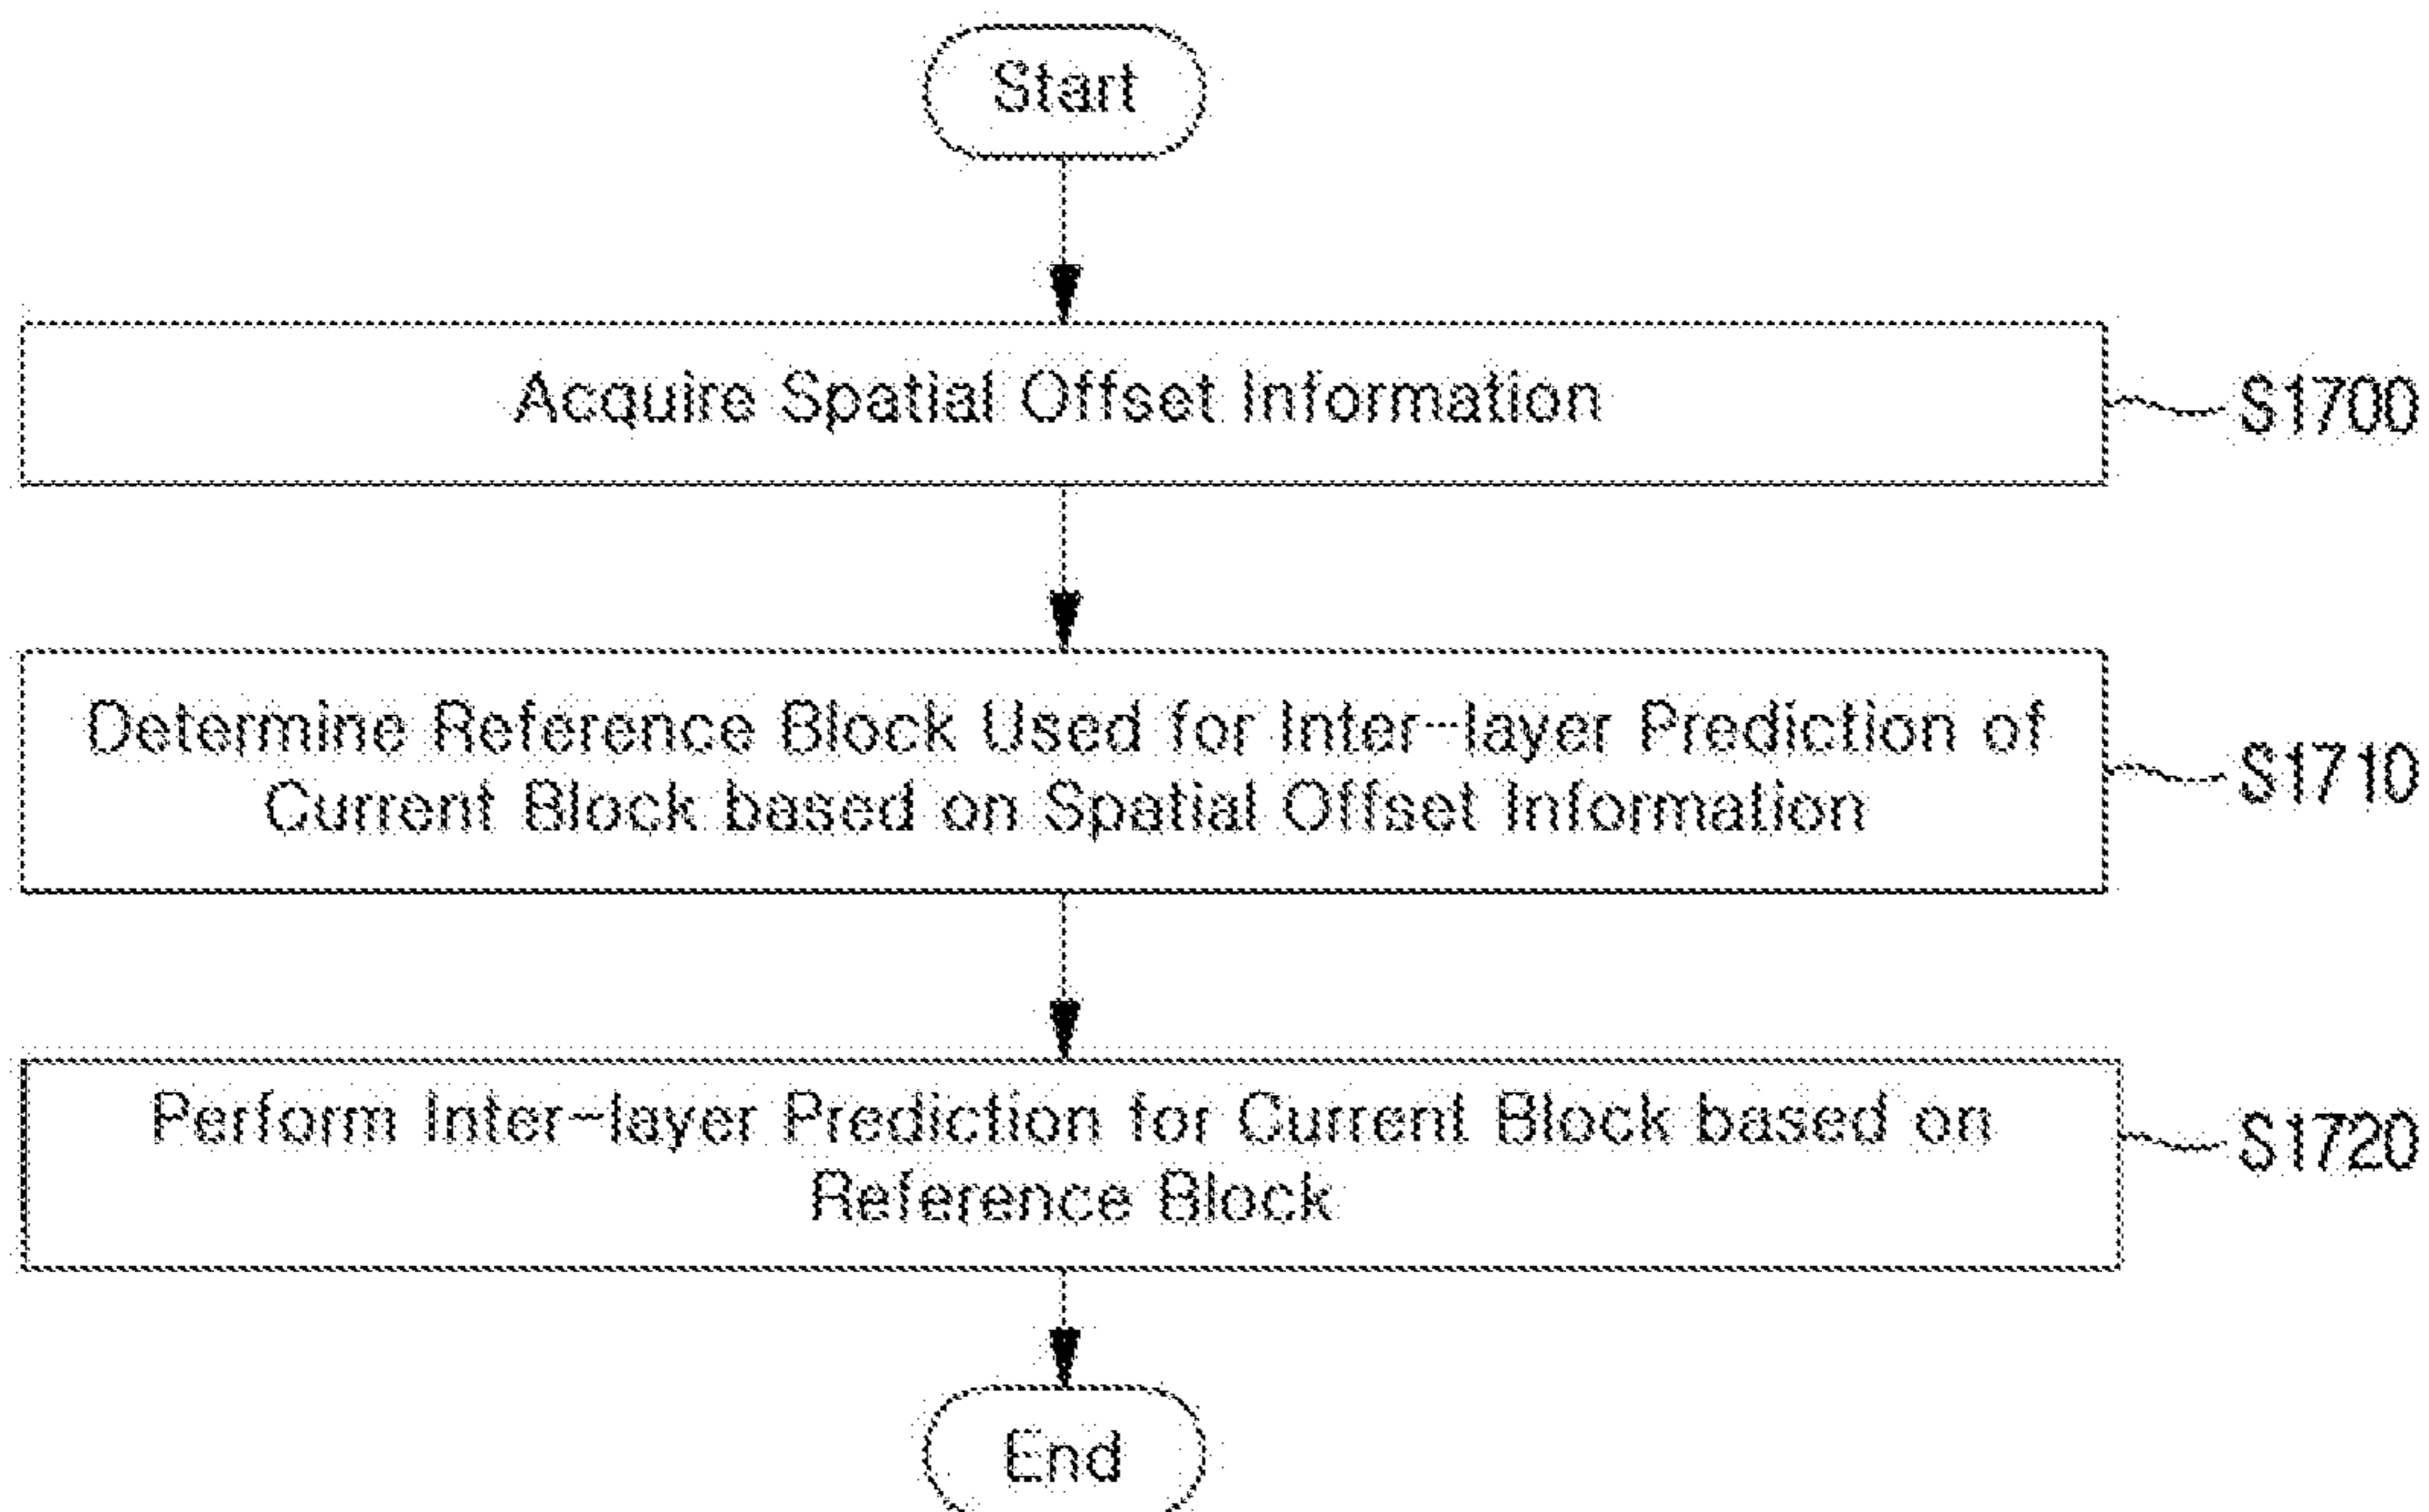 Start
Acquire Spatial Offset Information
S1700
Determine Reference Block Used for Inter-layer Prediction of
Current Block based on Spatial Offset Information
S1710
Perform Inter-layer Prediction for Current Block based on
Reference Block
S1720
End